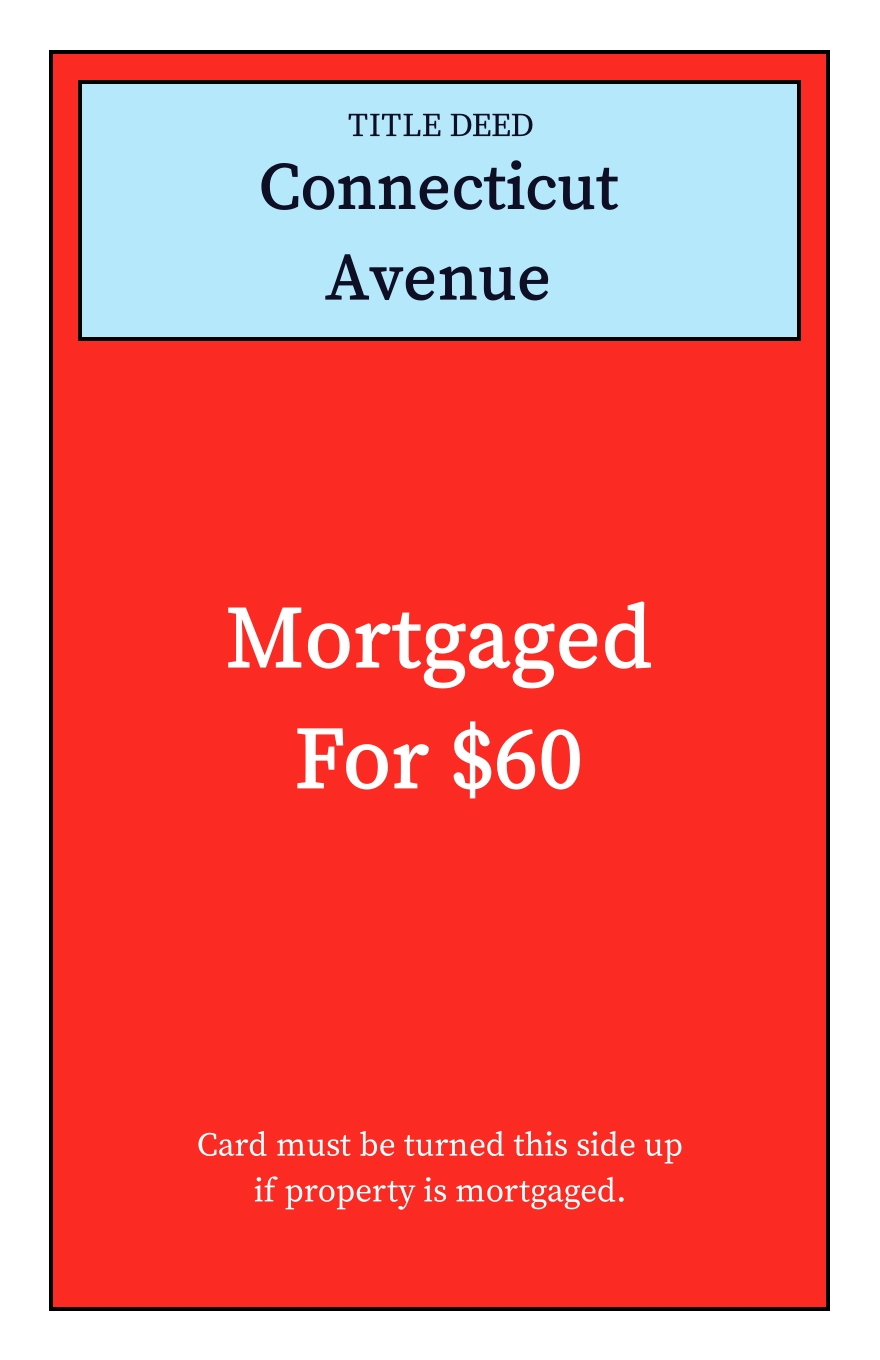 TITLE DEED
Connecticut
Avenue
Mortgaged
For $60
Card must be turned this side up
if property is mortgaged.